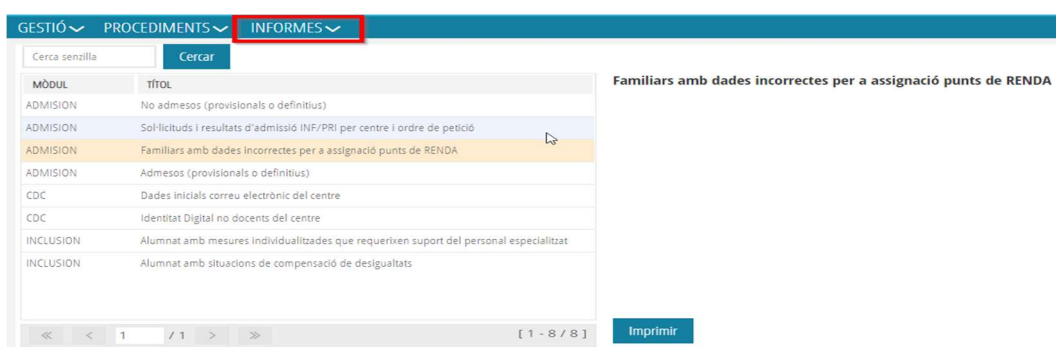 GESTIÓ PROCEDIMENTS INFORMES
Cerca senzilla Cercar
MÒDUL TÍTOL
ADMISION No admesos (provisionals o definitius)
ADMISION Sol·licituds i resultats d'admissió INF/PRI per centre i ordre de petició
ADMISION Familiars amb dades incorrectes per a assignació punts de RENDA
ADMISION Admesos (provisionals o definitius)
CDC Dades inicials correu electrònic del centre
CDC Identitat Digital no docents del centre
INCLUSION Alumnat amb mesures individualitzades que requerixen suport del personal especialitzat
INCLUSION Alumnat amb situacions de compensació de desigualtats
≪ < 1 / 1 > ≫ [ 1 - 8 / 8 ]
Familiars amb dades incorrectes per a assignació punts de RENDA
Imprimir